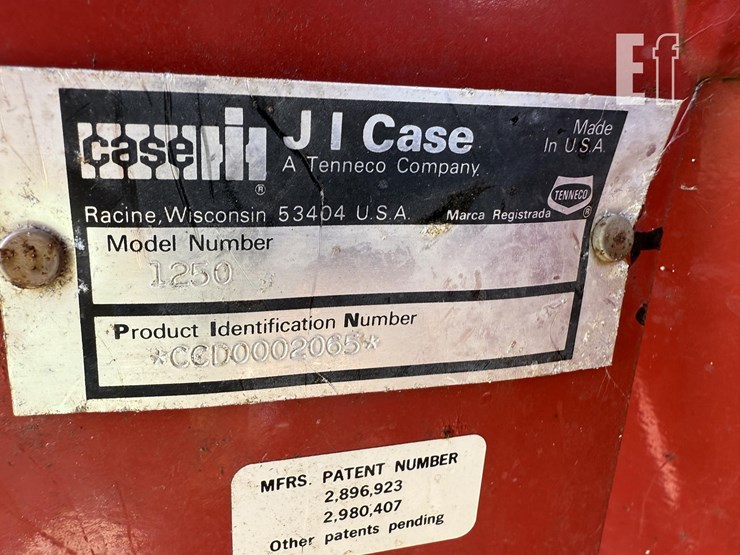 Ef
case IH
®
J I Case
A Tenneco Company.
Made
In U.S.A.
TENNECO
®
Racine, Wisconsin 53404 U.S.A. Marca Registrada
Model Number
1250
Product Identification Number
*CCD0002065*
MFRS. PATENT NUMBER
2,896,923
2,980,407
Other patents pending